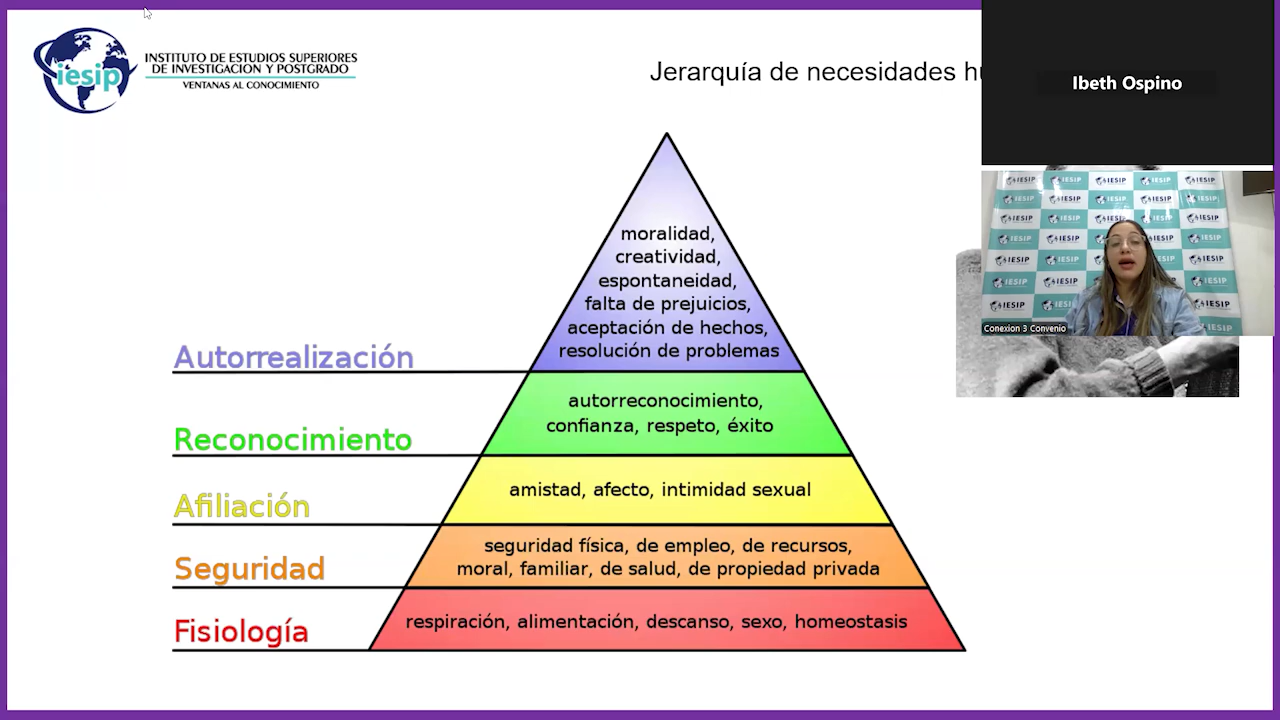 iesip
INSTITUTO DE ESTUDIOS SUPERIORES
DE INVESTIGACION Y POSTGRADO
VENTANAS AL CONOCIMIENTO
Jerarquía de necesidades
Ibeth Ospino
IESIP
Conexion 3 Convenio
moralidad,
creatividad,
espontaneidad,
falta de prejuicios,
aceptación de hechos,
resolución de problemas
Autorrealización
autorreconocimiento,
confianza, respeto, éxito
Reconocimiento
amistad, afecto, intimidad sexual
Afiliación
seguridad física, de empleo, de recursos,
moral, familiar, de salud, de propiedad privada
Seguridad
respiración, alimentación, descanso, sexo, homeostasis
Fisiología